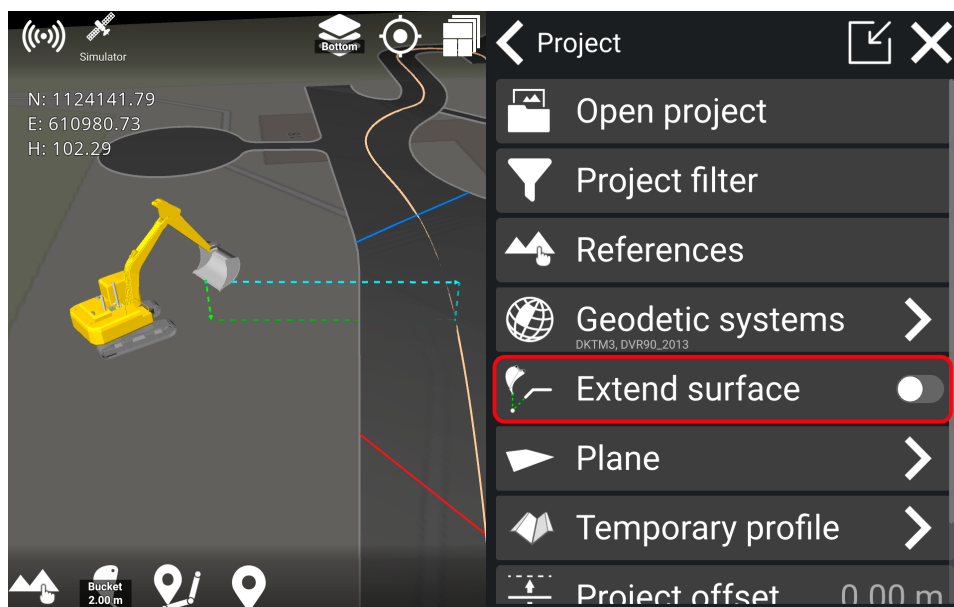 Simulator
Bottom
N: 1124141.79
E: 610980.73
H: 102.29
Bucket
2.00 m
Project
Open project
Project filter
References
Geodetic systems
DKTM3, DVR90_2013
Extend surface
Plane
Temporary profile
Project offset 0.00 m